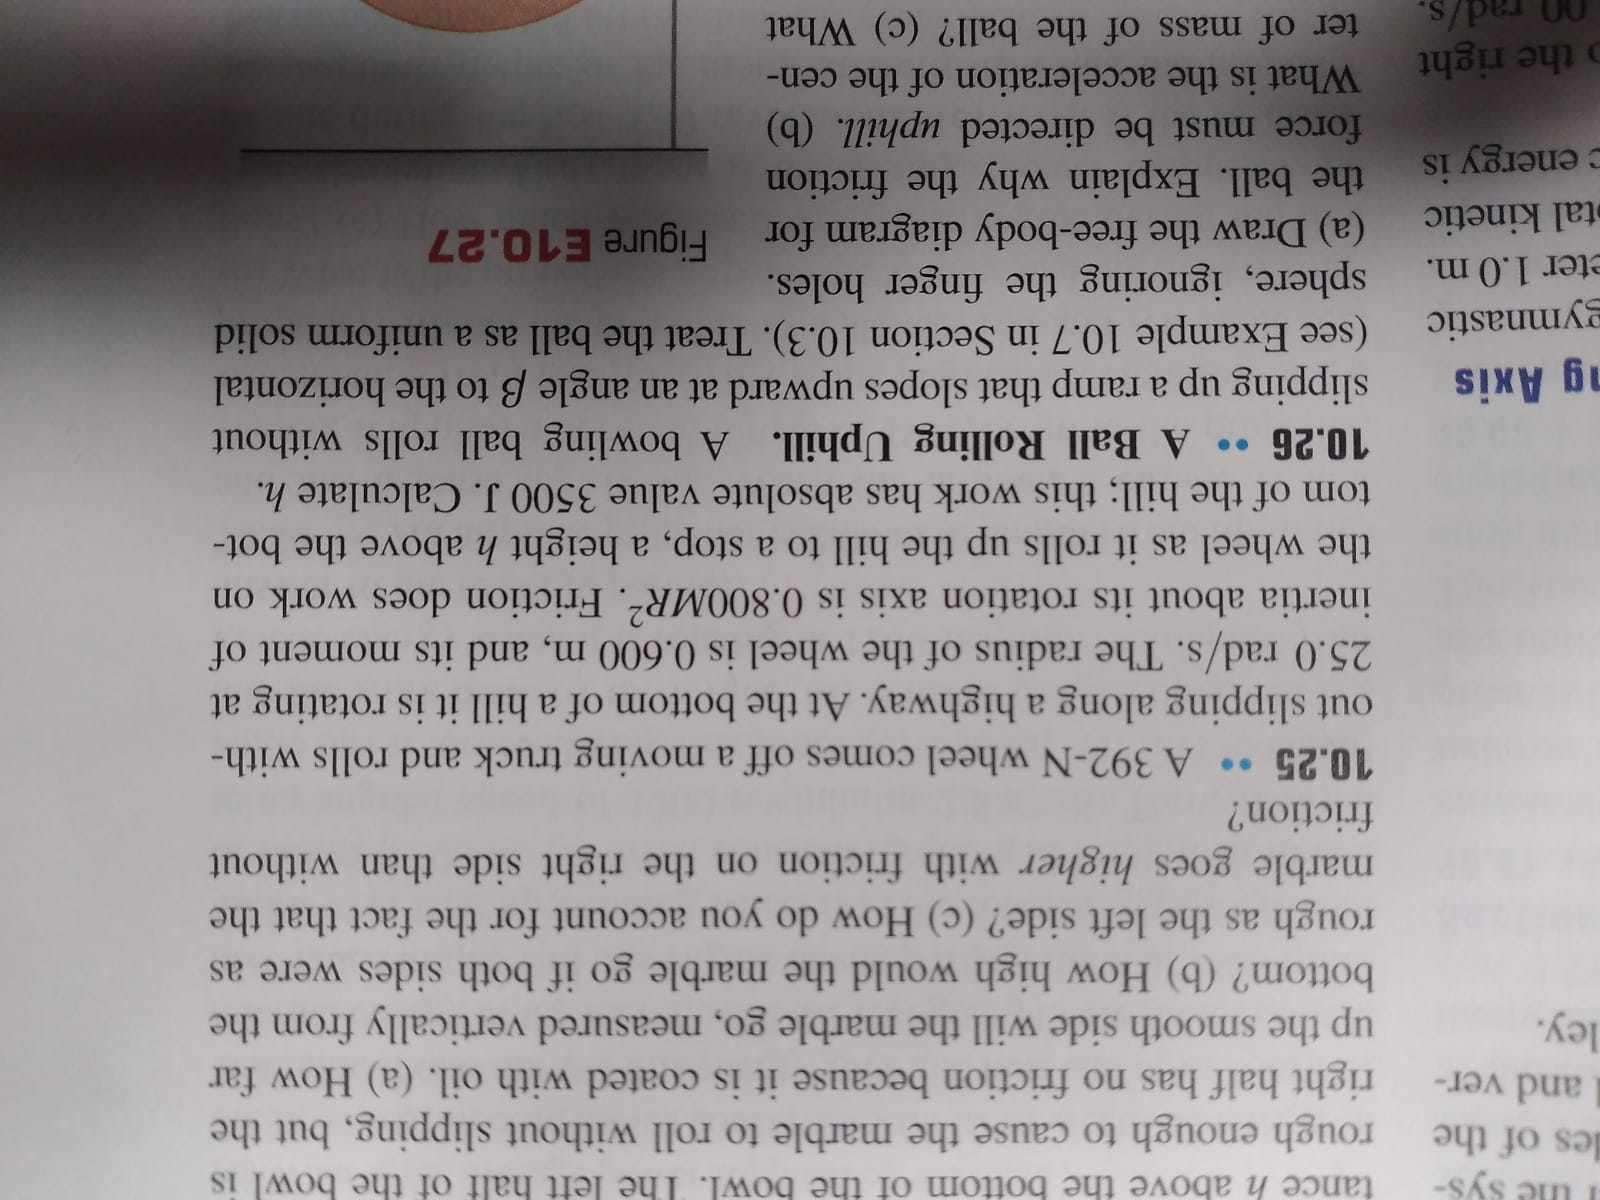 the sys-
les of the
and ver-
ley.
ng Axis
gymnastic
eter 1.0 m.
otal kinetic
c energy is
o the right
.00 rad/s.
tance h above the bottom of the bowl. The left half of the bowl is
rough enough to cause the marble to roll without slipping, but the
right half has no friction because it is coated with oil. (a) How far
up the smooth side will the marble go, measured vertically from the
bottom? (b) How high would the marble go if both sides were as
rough as the left side? (c) How do you account for the fact that the
marble goes higher with friction on the right side than without
friction?
10.25 •• A 392-N wheel comes off a moving truck and rolls with-
out slipping along a highway. At the bottom of a hill it is rotating at
25.0 rad/s. The radius of the wheel is 0.600 m, and its moment of
inertia about its rotation axis is 0.800MR². Friction does work on
the wheel as it rolls up the hill to a stop, a height h above the bot-
tom of the hill; this work has absolute value 3500 J. Calculate h.
10.26 •• A Ball Rolling Uphill. A bowling ball rolls without
slipping up a ramp that slopes upward at an angle β to the horizontal
(see Example 10.7 in Section 10.3). Treat the ball as a uniform solid
sphere, ignoring the finger holes.
(a) Draw the free-body diagram for
the ball. Explain why the friction
force must be directed uphill. (b)
What is the acceleration of the cen-
ter of mass of the ball? (c) What
Figure E10.27